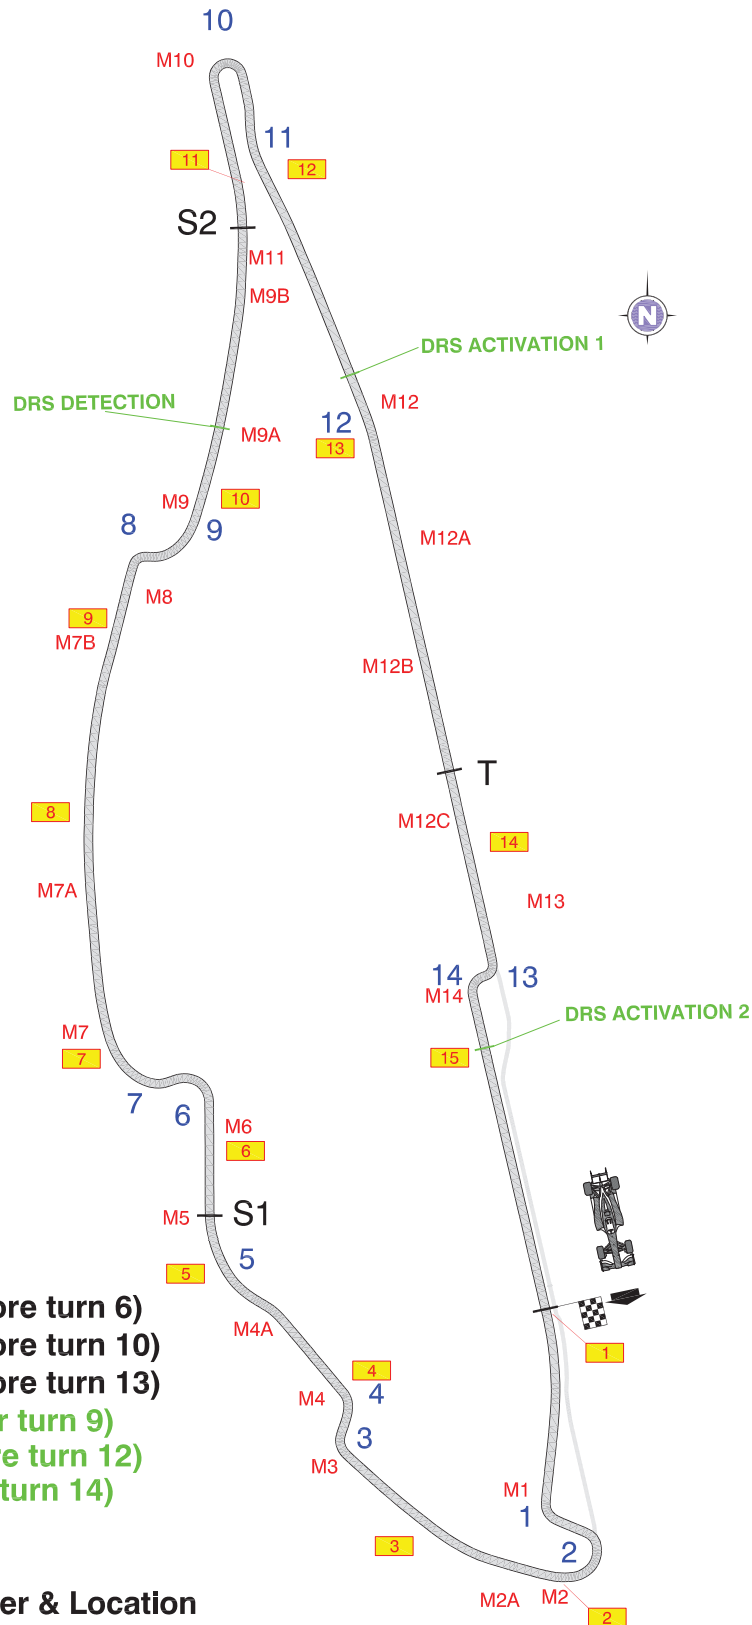 10
M10
11
11
12
S2
M11
M9B
N
DRS ACTIVATION 1
DRS DETECTION
M12
12
13
M9A
M9
10
8
9
M12A
M8
9
M7B
M12B
T
8
M12C
14
M7A
M13
14
13
M14
DRS ACTIVATION 2
M7
7
15
7
6
M6
6
M5
S1
5
5
ore turn 6)
M4A
ore turn 10)
1
4
ore turn 13)
4
M4
r turn 9)
3
re turn 12)
M3
turn 14)
M1
1
3
2
er & Location
M2A
M2
2